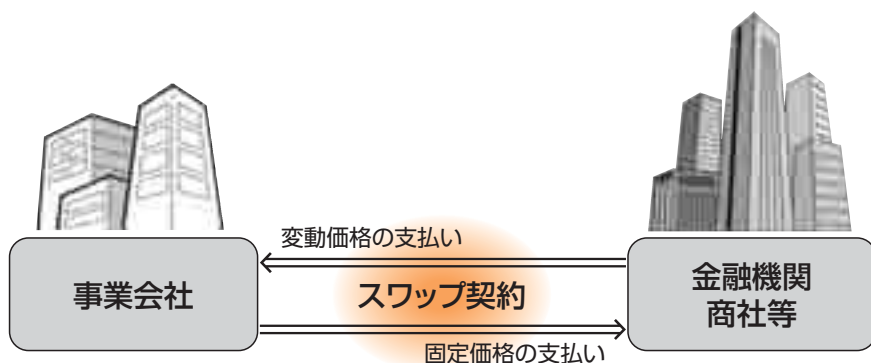 変動価格の支払い
事業会社
スワップ契約
金融機関
商社等
固定価格の支払い